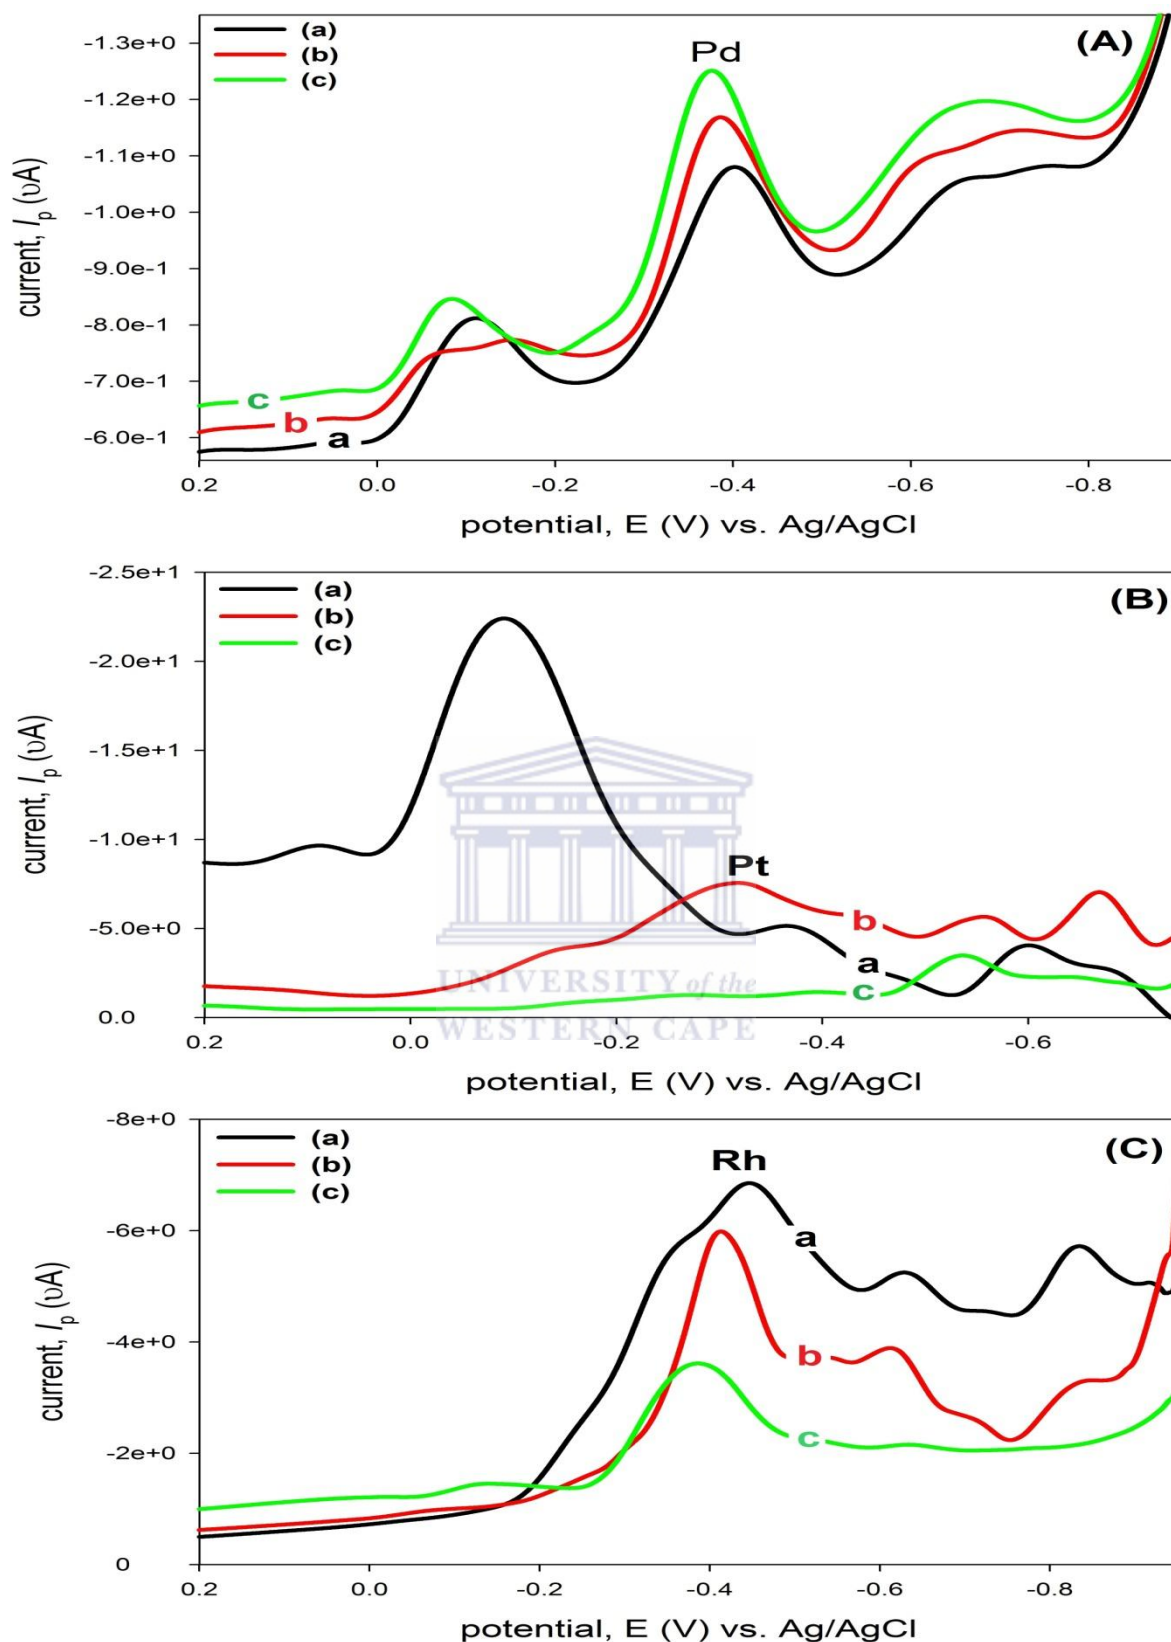 (A)
(a)
(b)
(c)
Pd
-1.3e+0
-1.2e+0
-1.1e+0
-1.0e+0
-9.0e-1
-8.0e-1
-7.0e-1
-6.0e-1
current, Ip (υA)
c
b
a
0.2 0.0 -0.2 -0.4 -0.6 -0.8
potential, E (V) vs. Ag/AgCl
(B)
(a)
(b)
(c)
-2.5e+1
-2.0e+1
-1.5e+1
-1.0e+1
-5.0e+0
0.0
current, Ip (υA)
Pt
b
a
c
UNIVERSITY of the
WESTERN CAPE
0.2 0.0 -0.2 -0.4 -0.6
potential, E (V) vs. Ag/AgCl
(C)
(a)
(b)
(c)
Rh
-8e+0
-6e+0
-4e+0
-2e+0
0
current, Ip (υA)
a
b
c
0.2 0.0 -0.2 -0.4 -0.6 -0.8
potential, E (V) vs. Ag/AgCl